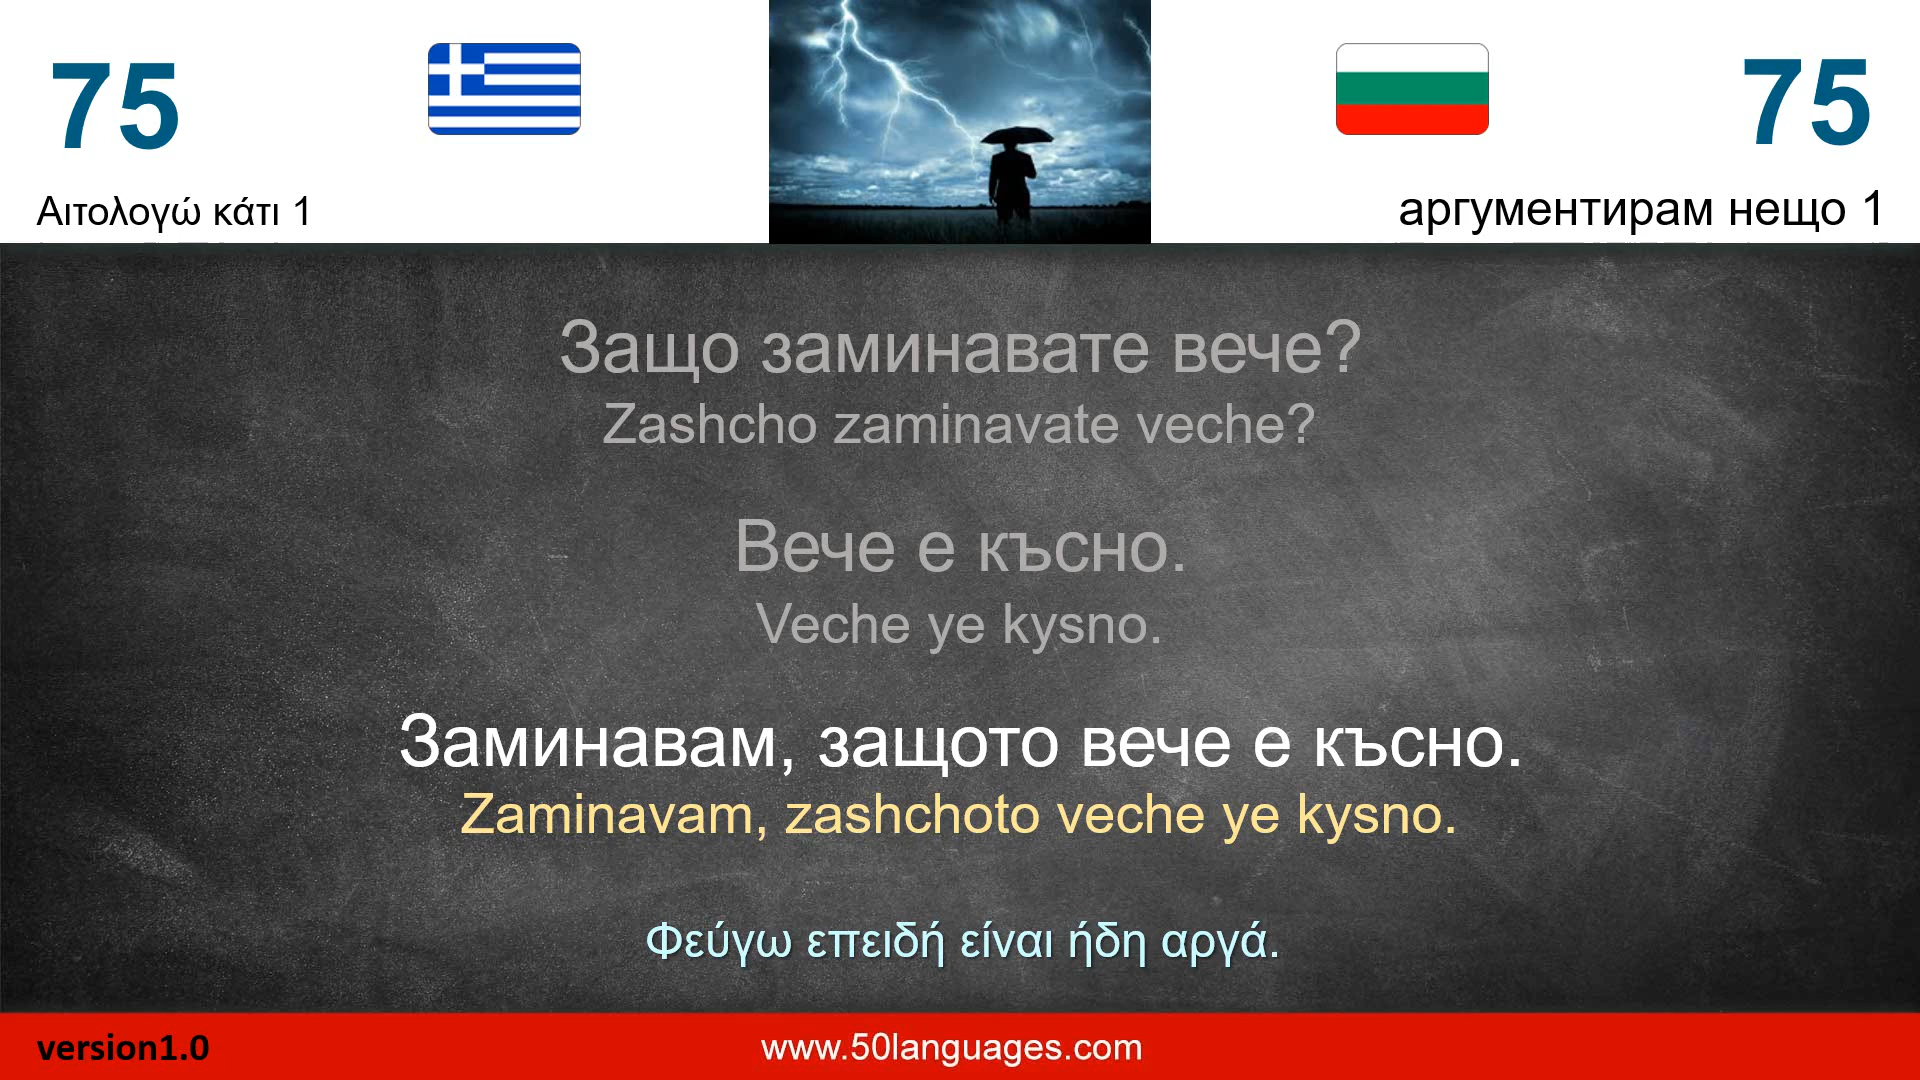 75
75
Αιτολογώ κάτι 1
аргументирам нещо 1
Защо заминавате вече?
Zashcho zaminavate veche?
Вече е късно.
Veche ye kysno.
Заминавам, защото вече е късно.
Zaminavam, zashchoto veche ye kysno.
Φεύγω επειδή είναι ήδη αργά.
version1.0
www.50languages.com